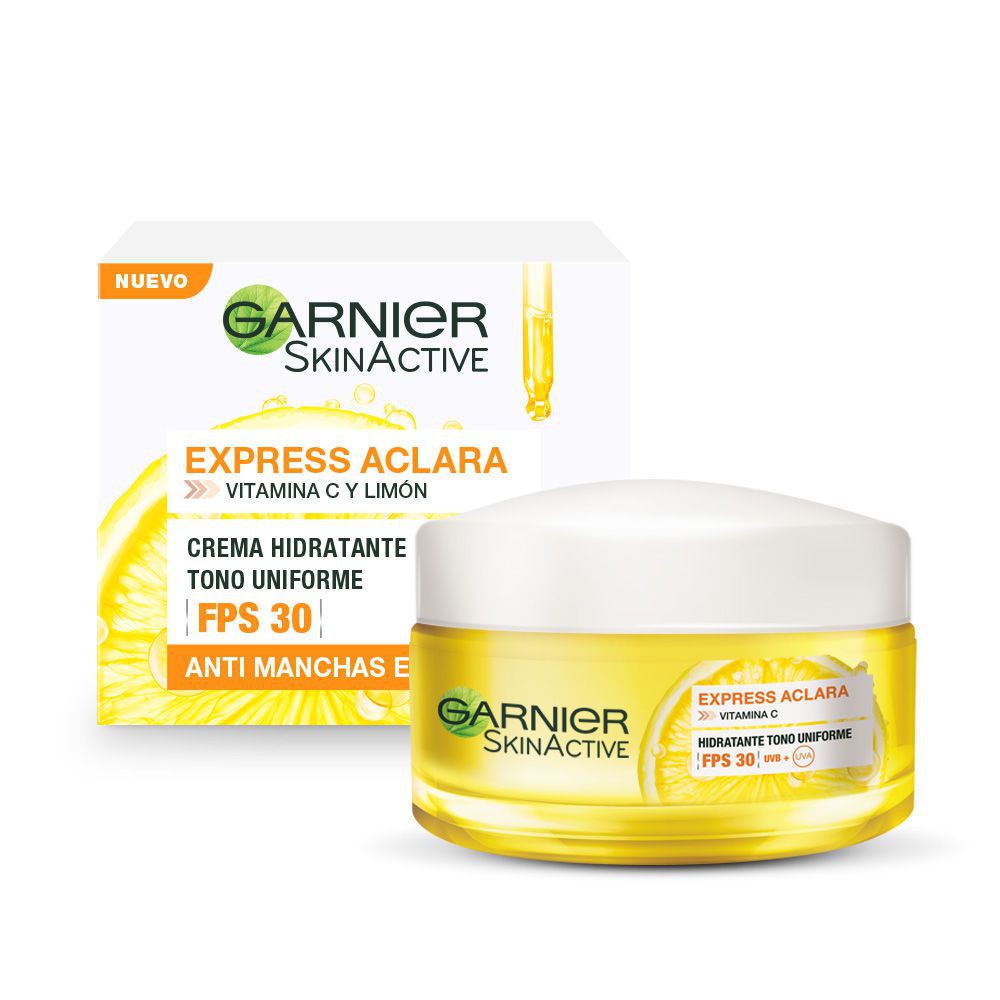 NUEVO
GARNIER
SKINACTIVE
EXPRESS ACLARA
VITAMINA C Y LIMÓN
CREMA HIDRATANTE
TONO UNIFORME
FPS 30
ANTI MANCHAS E
GARNIER
SKINACTIVE
EXPRESS ACLARA
VITAMINA C
HIDRATANTE TONO UNIFORME
FPS 30 UVB + UVA